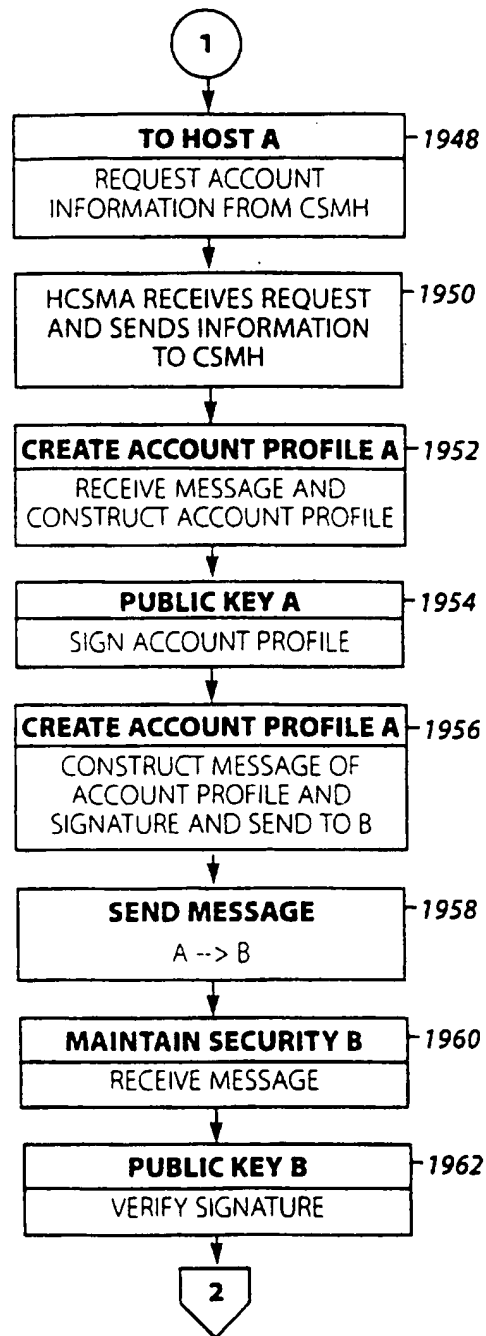 1
TO HOST A
1948
REQUEST ACCOUNT
INFORMATION FROM CSMH
HCSMA RECEIVES REQUEST
AND SENDS INFORMATION
TO CSMH
1950
CREATE ACCOUNT PROFILE A
1952
RECEIVE MESSAGE AND
CONSTRUCT ACCOUNT PROFILE
PUBLIC KEY A
1954
SIGN ACCOUNT PROFILE
CREATE ACCOUNT PROFILE A
1956
CONSTRUCT MESSAGE OF
ACCOUNT PROFILE AND
SIGNATURE AND SEND TO B
SEND MESSAGE
1958
A --> B
MAINTAIN SECURITY B
1960
RECEIVE MESSAGE
PUBLIC KEY B
1962
VERIFY SIGNATURE
2